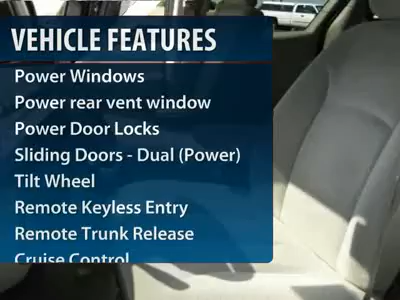 VEHICLE FEATURES
Power Windows
Power rear vent window
Power Door Locks
Sliding Doors - Dual (Power)
Tilt Wheel
Remote Keyless Entry
Remote Trunk Release
Cruise Control